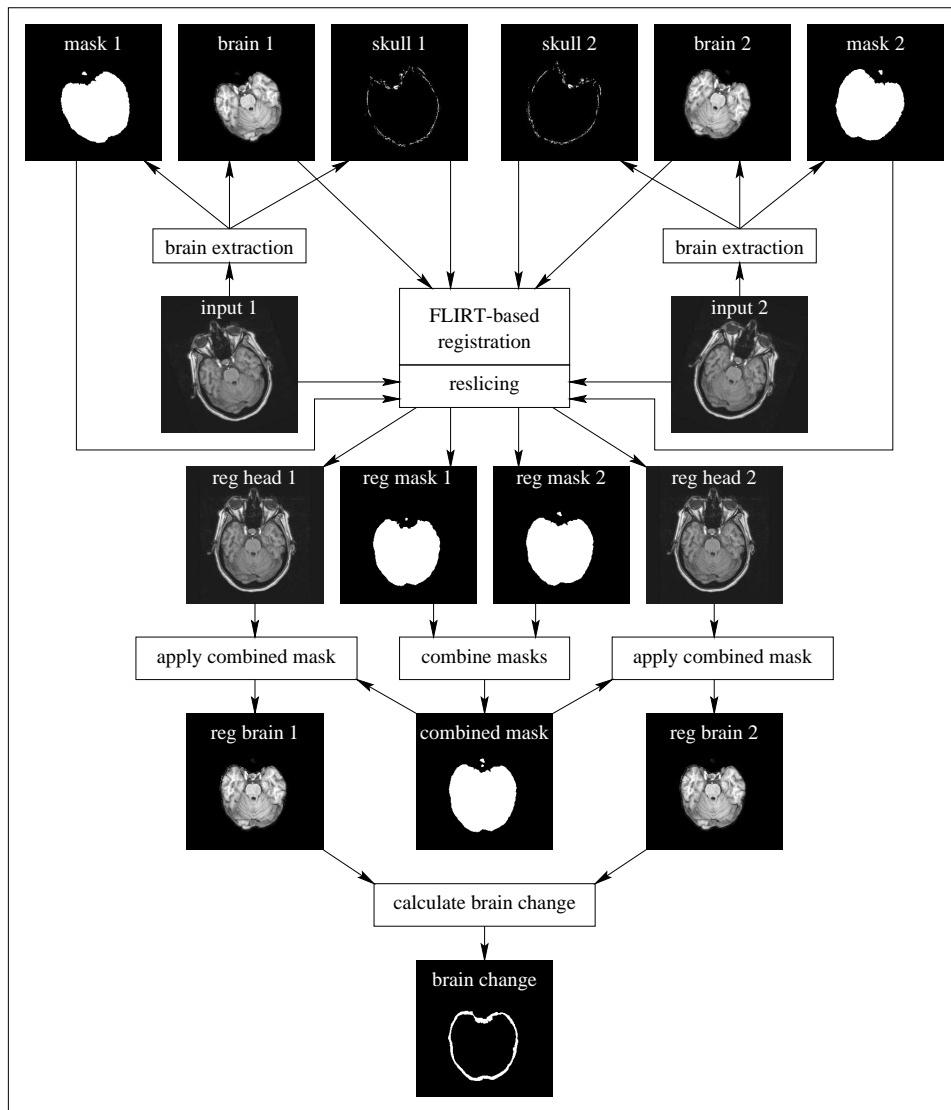 mask 1
brain 1
skull 1
skull 2
brain 2
mask 2
brain extraction
brain extraction
input 1
input 2
FLIRT-based
registration
reslicing
reg head 1
reg mask 1
reg mask 2
reg head 2
apply combined mask
combine masks
apply combined mask
reg brain 1
combined mask
reg brain 2
calculate brain change
brain change